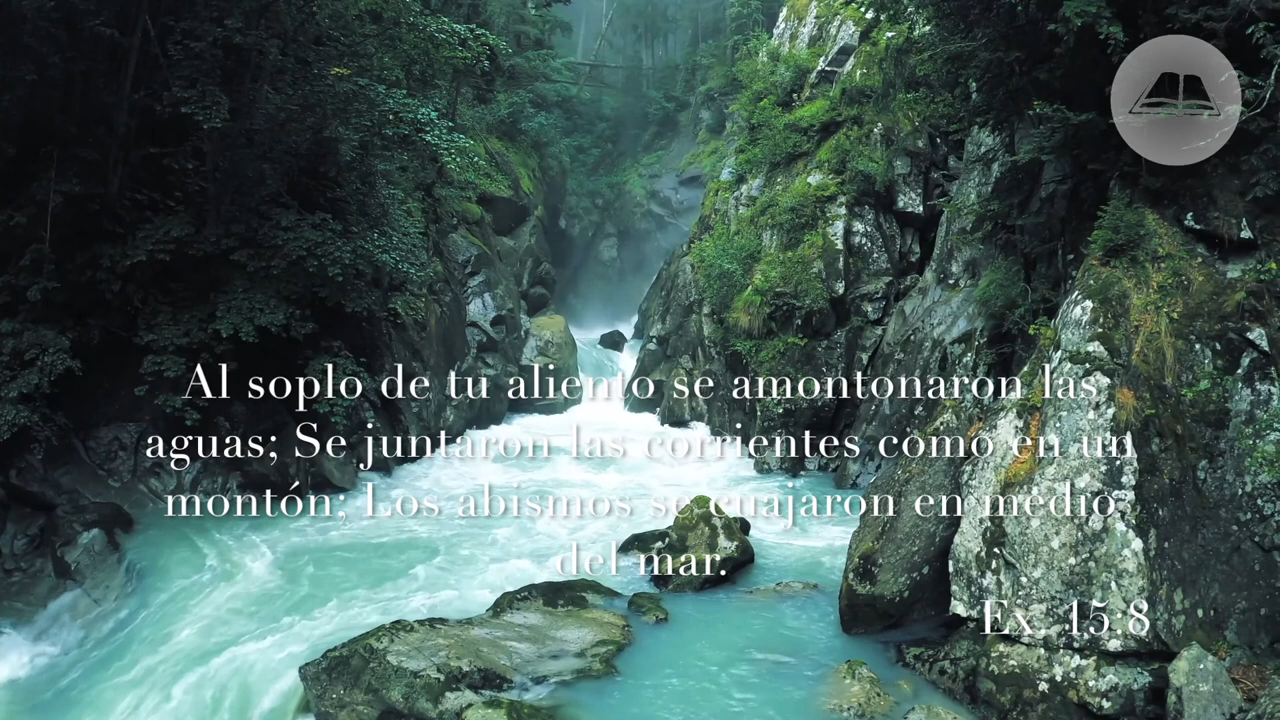 Al soplo de tu aliento se amontonaron las
aguas; Se juntaron las corrientes como en un
montón; Los abismos se cuajaron en medio
del mar.
Ex. 15:8